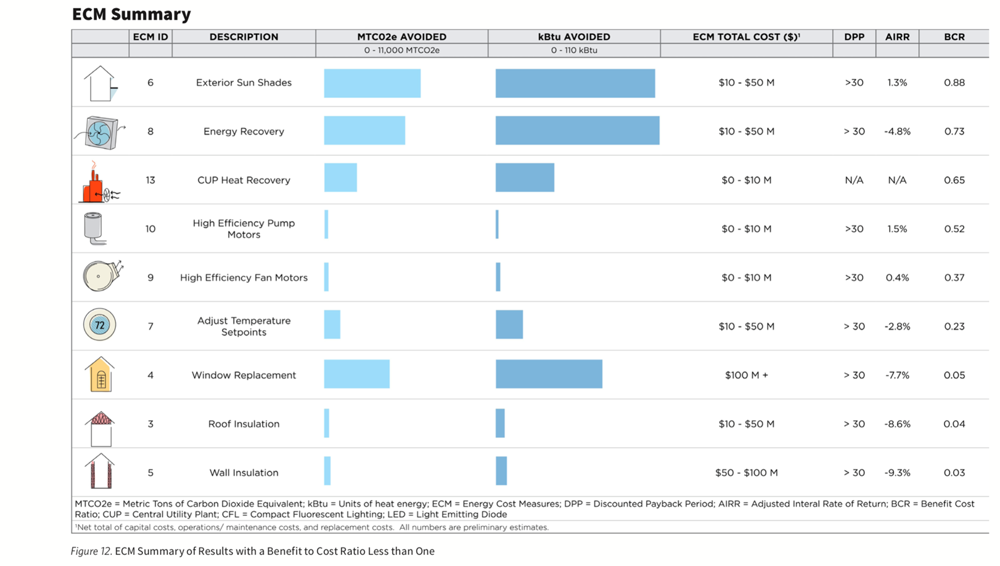 ECM Summary
ECM ID DESCRIPTION MTC02e AVOIDED kBtu AVOIDED ECM TOTAL COST ($)¹ DPP AIRR BCR
0 - 11,000 MTCO2e 0 - 110 kBtu
6 Exterior Sun Shades $10 - $50 M >30 1.3% 0.88
8 Energy Recovery $10 - $50 M > 30 -4.8% 0.73
13 CUP Heat Recovery $0 - $10 M N/A N/A 0.65
High Efficiency Pump
10 $0 - $10 M >30 1.5% 0.52
Motors
9 High Efficiency Fan Motors $0 - $10 M >30 0.4% 0.37
Adjust Temperature
72 7 $10 - $50 M > 30 -2.8% 0.23
Setpoints
4 Window Replacement $100 M + > 30 -7.7% 0.05
3 Roof Insulation $10 - $50 M > 30 -8.6% 0.04
5 Wall Insulation $50 - $100 M > 30 -9.3% 0.03
MTCO2e = Metric Tons of Carbon Dioxide Equivalent; kBtu = Units of heat energy; ECM = Energy Cost Measures; DPP = Discounted Payback Period; AIRR = Adjusted Interal Rate of Return; BCR = Benefit Cost
Ratio; CUP = Central Utility Plant; CFL = Compact Fluorescent Lighting; LED = Light Emitting Diode
¹Net total of capital costs, operations/ maintenance costs, and replacement costs. All numbers are preliminary estimates.
Figure 12. ECM Summary of Results with a Benefit to Cost Ratio Less than One